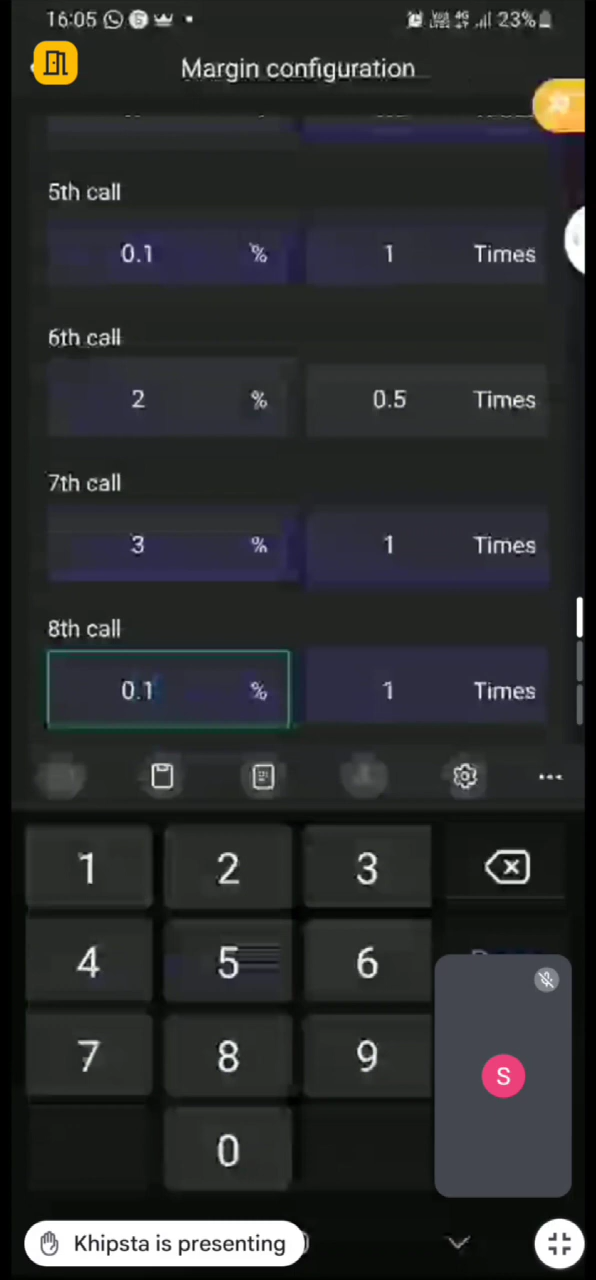 16:05 23%
Margin configuration
5th call
0.1 % 1 Times
6th call
2 % 0.5 Times
7th call
3 % 1 Times
8th call
0.1 % 1 Times
1 2 3
4 5 6
7 8 9
S
0
Khipsta is presenting